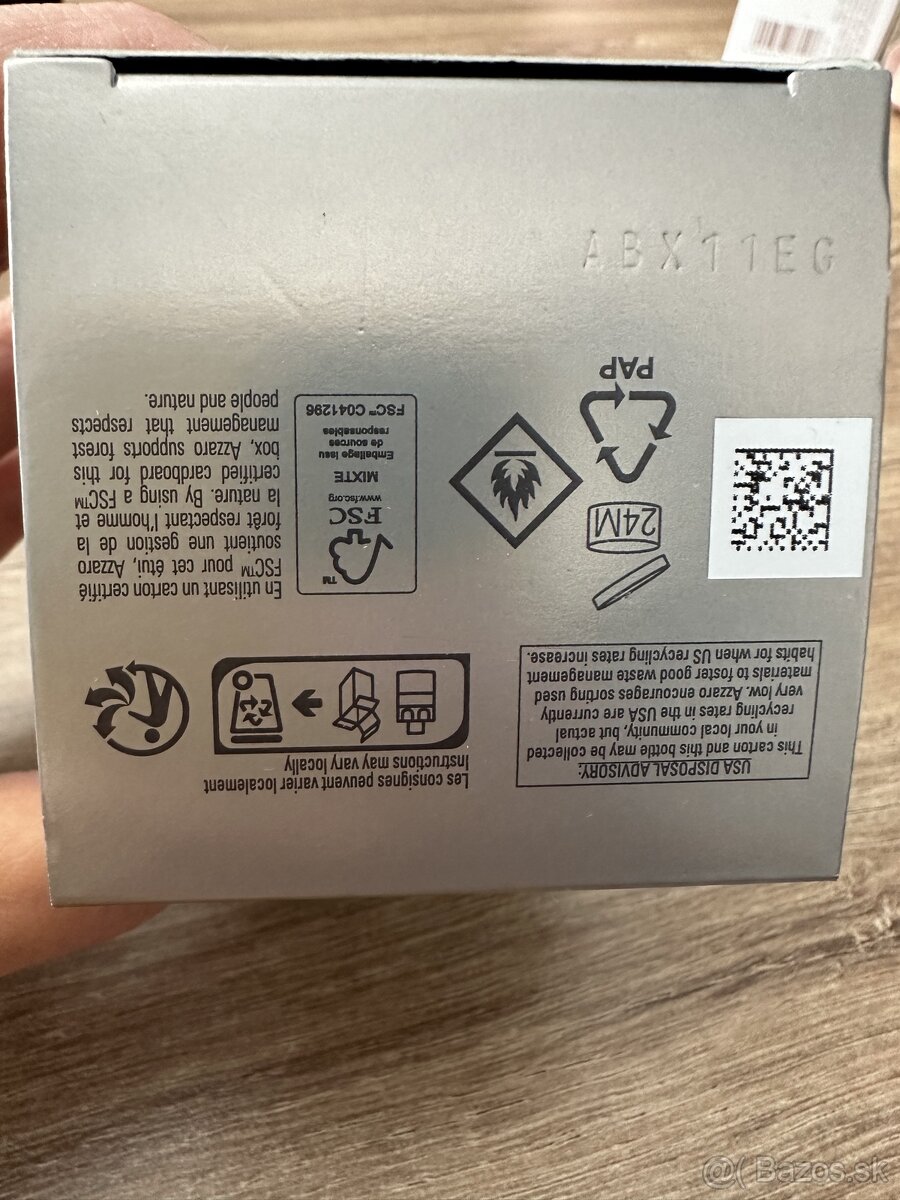 ABX11EG
USA DISPOSAL ADVISORY:
This carton and this bottle may be collected
in your local community, but actual
recycling rates in the USA are currently
very low. Azzaro encourages sorting used
materials to foster good waste management
habits for when US recycling rates increase.
Les consignes peuvent varier localement
Instructions may vary locally
24M
PAP
TM
FSC
www.fsc.org
MIXTE
Emballage issu
de sources
responsables
FSC™ C041296
En utilisant un carton certifié
FSC™ pour cet étui, Azzaro
soutient une gestion de la
forêt respectant l'homme et
la nature. By using a FSC™
certified cardboard for this
box, Azzaro supports forest
management that respects
people and nature.
@( Bazos.sk